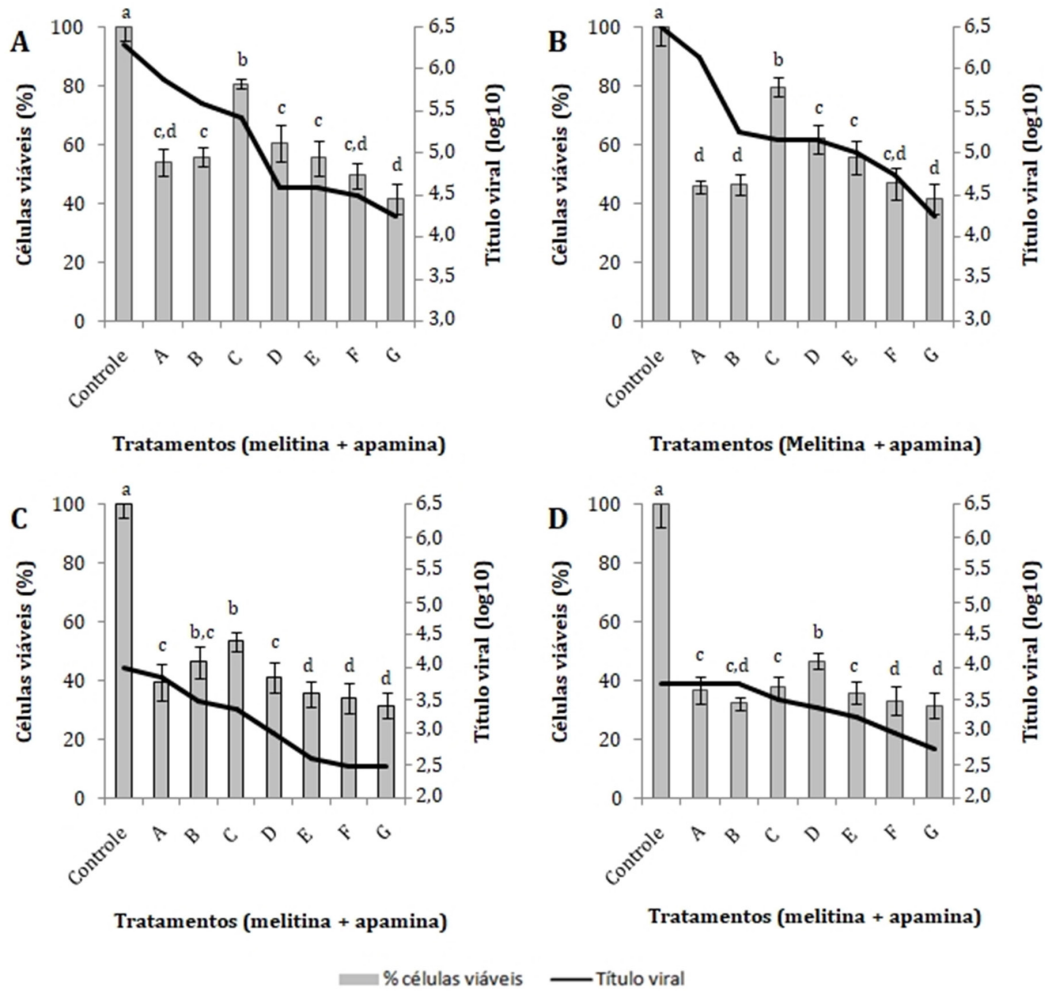 A
Células viáveis (%)
100
80
60
40
20
0
a
c,d
c
b
c
c
c,d
d
6,5
6,0
5,5
5,0
4,5
4,0
3,5
3,0
Título viral (log10)
Controle
A
B
C
D
E
F
G
Tratamentos (melitina + apamina)
B
Células viáveis (%)
100
80
60
40
20
0
a
d
d
b
c
c
c,d
d
6,5
6,0
5,5
5,0
4,5
4,0
3,5
3,0
Título viral (log10)
Controle
A
B
C
D
E
F
G
Tratamentos (Melitina + apamina)
C
Células viáveis (%)
100
80
60
40
20
0
a
c
b,c
b
c
d
d
d
6,5
6,0
5,5
5,0
4,5
4,0
3,5
3,0
2,5
2,0
Título viral (log10)
Controle
A
B
C
D
E
F
G
Tratamentos (melitina + apamina)
D
Células viáveis (%)
100
80
60
40
20
0
a
c
c,d
c
b
c
d
d
6,5
6,0
5,5
5,0
4,5
4,0
3,5
3,0
2,5
2,0
Título viral (log10)
Controle
A
B
C
D
E
F
G
Tratamentos (melitina + apamina)
% células viáveis
Título viral